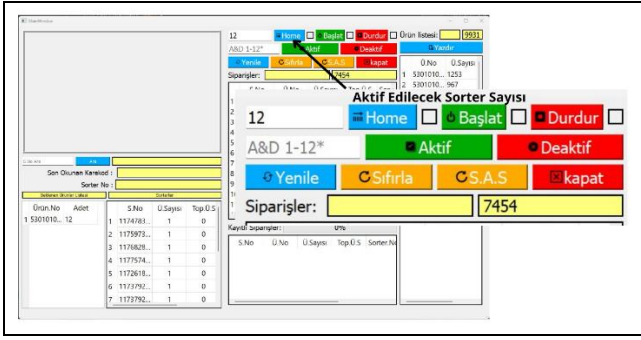 12 Home Başlat Durdur Ürün listesi: 9931
A&D 1-12* Aktif Deaktif Yazdır
Yenile Sıfırla C.S.A.S kapat Ü.No Ü.Sayısı
Siparişler: 7454 1 5301010... 1253
2 5301010... 967
Aktif Edilecek Sorter Sayısı
12 Home Başlat Durdur
A&D 1-12* Aktif Deaktif
Yenile Sıfırla S.A.S kapat
Siparişler: 7454
Son Okunan Karekod :
Sorter No :
Beklenen Ürünler Listesi Sorterler
Ürün.No Adet S.No Ü.Sayısı Top.Ü.S
1 5301010... 12 1 1174783... 1 0
2 1175973... 1 0
3 1176828... 1 0
4 1177574... 1 0
5 1172618... 1 0
6 1173792... 1 0
7 1173792... 1 0
Kayıtlı Siparişler: 0%
S.No Ü.No Ü.Sayısı Top.Ü.S Sorter.No